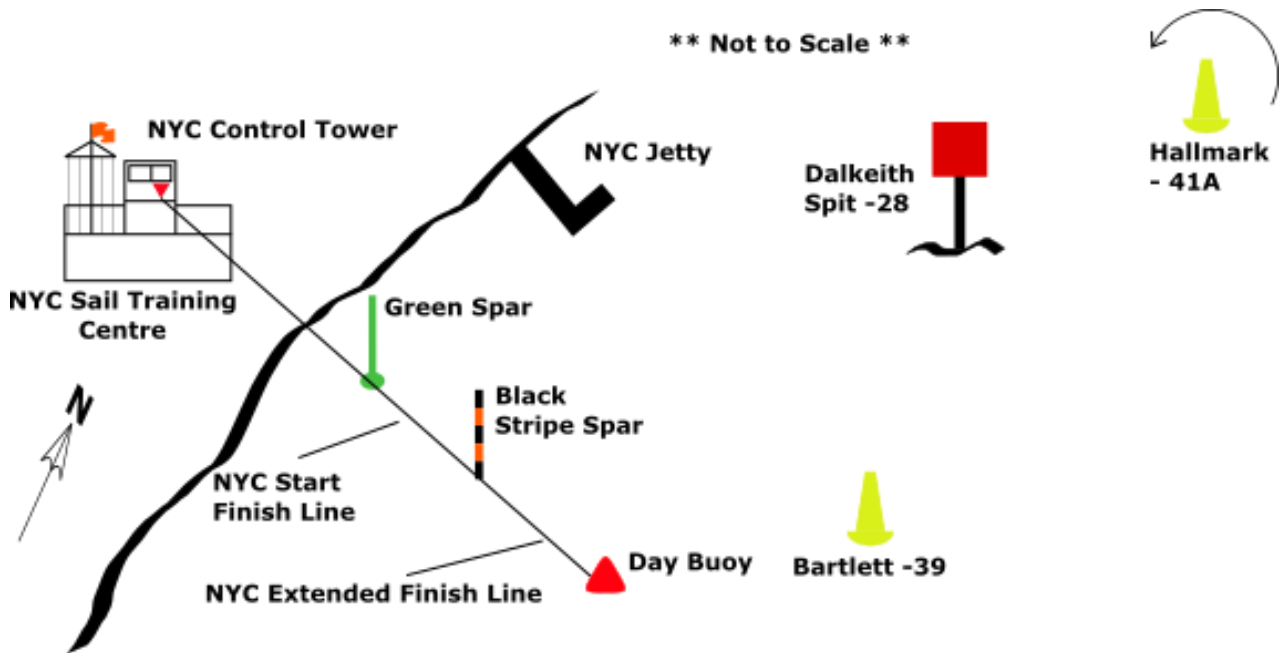 ** Not to Scale **
NYC Control Tower
NYC Jetty
Hallmark
- 41A
Dalkeith
Spit -28
NYC Sail Training
Centre
Green Spar
N
Black
Stripe Spar
NYC Start
Finish Line
Day Buoy
Bartlett -39
NYC Extended Finish Line